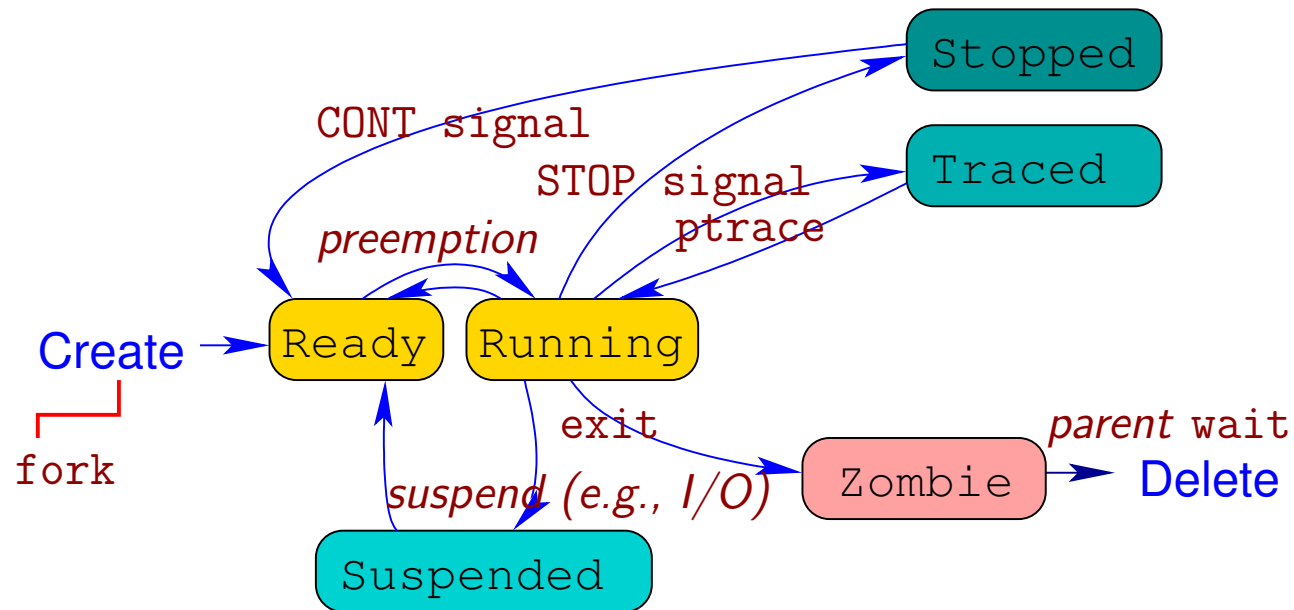 Stopped
CONT signal
Traced
STOP signal
ptrace
preemption
Create
Ready
Running
exit
parent wait
fork
suspend (e.g., I/O)
Zombie
Delete
Suspended